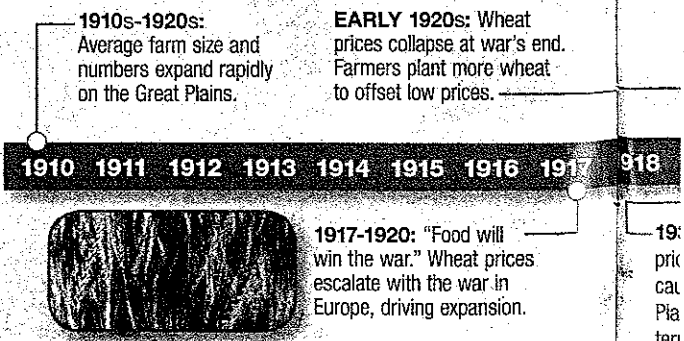 1910s-1920s:
Average farm size and
numbers expand rapidly
on the Great Plains.
EARLY 1920s: Wheat
prices collapse at war's end.
Farmers plant more wheat
to offset low prices.
1910 1911 1912 1913 1914 1915 1916 1917 918
1917-1920: "Food will
win the war." Wheat prices
escalate with the war in
Europe, driving expansion.